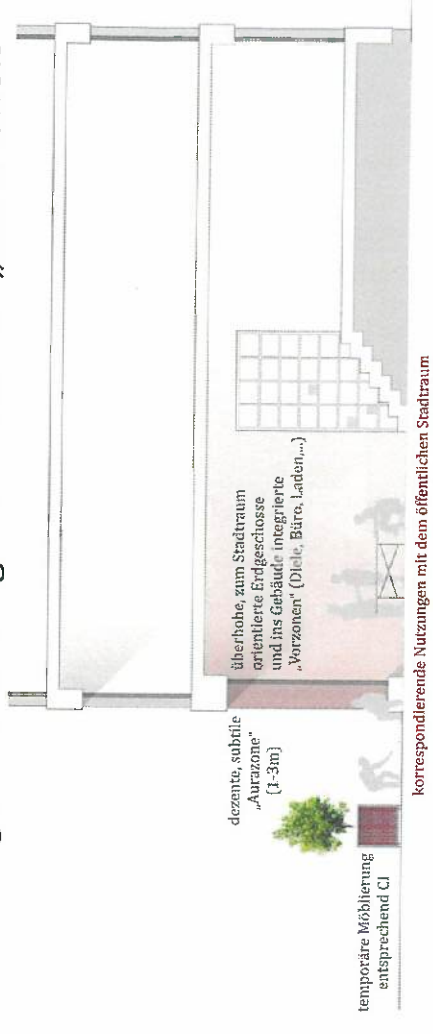 dezente, subtile
„Aurazone"
(1-3m)
überhohe, zum Stadtraum
orientierte Erdgeschosse
und ins Gebäude integrierte
„Vorzonen" (Diele, Büro, Laden,...)
temporäre Möblierung
entsprechend CI
korrespondierende Nutzungen mit dem öffentlichen Stadtraum